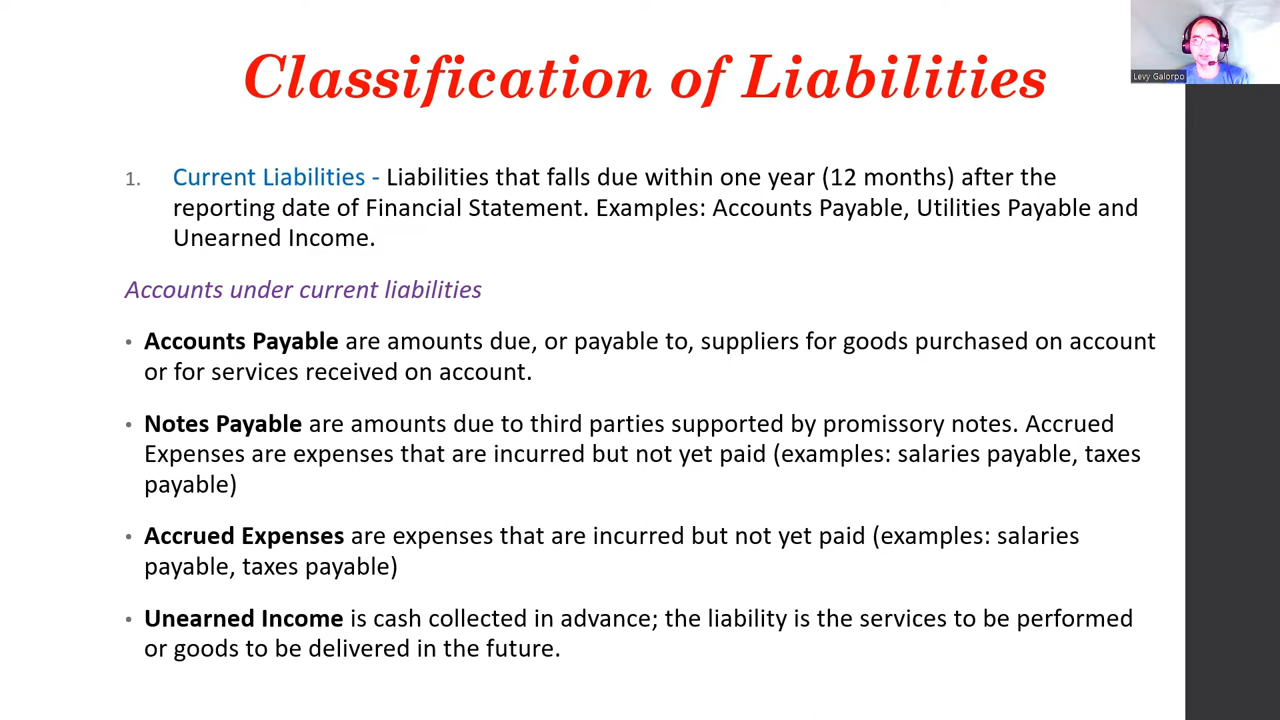 Classification of Liabilities
Levy Galorpo
1. Current Liabilities - Liabilities that falls due within one year (12 months) after the
reporting date of Financial Statement. Examples: Accounts Payable, Utilities Payable and
Unearned Income.
Accounts under current liabilities
• Accounts Payable are amounts due, or payable to, suppliers for goods purchased on account
or for services received on account.
• Notes Payable are amounts due to third parties supported by promissory notes. Accrued
Expenses are expenses that are incurred but not yet paid (examples: salaries payable, taxes
payable)
• Accrued Expenses are expenses that are incurred but not yet paid (examples: salaries
payable, taxes payable)
• Unearned Income is cash collected in advance; the liability is the services to be performed
or goods to be delivered in the future.